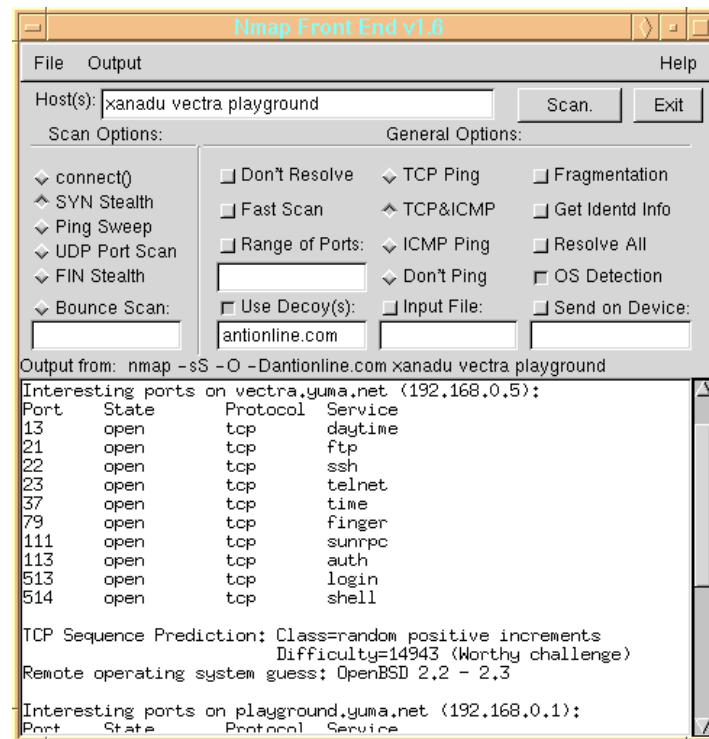 Nmap Front End v1.6
File Output Help
Host(s): xanadu vectra playground Scan. Exit
Scan Options: General Options:
connect() Don't Resolve TCP Ping Fragmentation
SYN Stealth Fast Scan TCP&ICMP Get Identd Info
Ping Sweep Range of Ports: ICMP Ping Resolve All
UDP Port Scan
FIN Stealth Don't Ping OS Detection
Bounce Scan: Use Decoy(s): Input File: Send on Device:
antionline.com
Output from: nmap -sS -O -Dantionline.com xanadu vectra playground
Interesting ports on vectra.yuma.net (192.168.0.5):
Port State Protocol Service
13 open tcp daytime
21 open tcp ftp
22 open tcp ssh
23 open tcp telnet
37 open tcp time
79 open tcp finger
111 open tcp sunrpc
113 open tcp auth
513 open tcp login
514 open tcp shell
TCP Sequence Prediction: Class=random positive increments
Difficulty=14943 (Worthy challenge)
Remote operating system guess: OpenBSD 2.2 - 2.3
Interesting ports on playground.yuma.net (192.168.0.1):
Port State Protocol Service